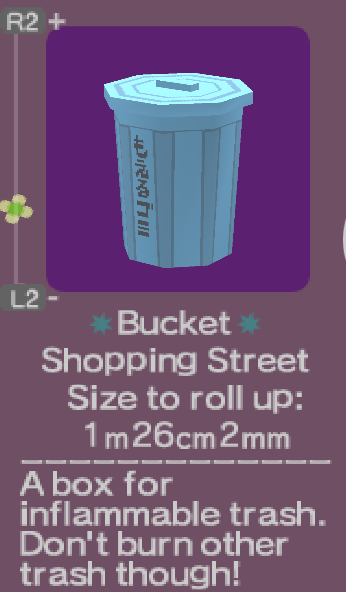 R2 +
L2 -
Bucket
Shopping Street
Size to roll up:
1m26cm2mm
A box for
inflammable trash.
Don't burn other
trash though!